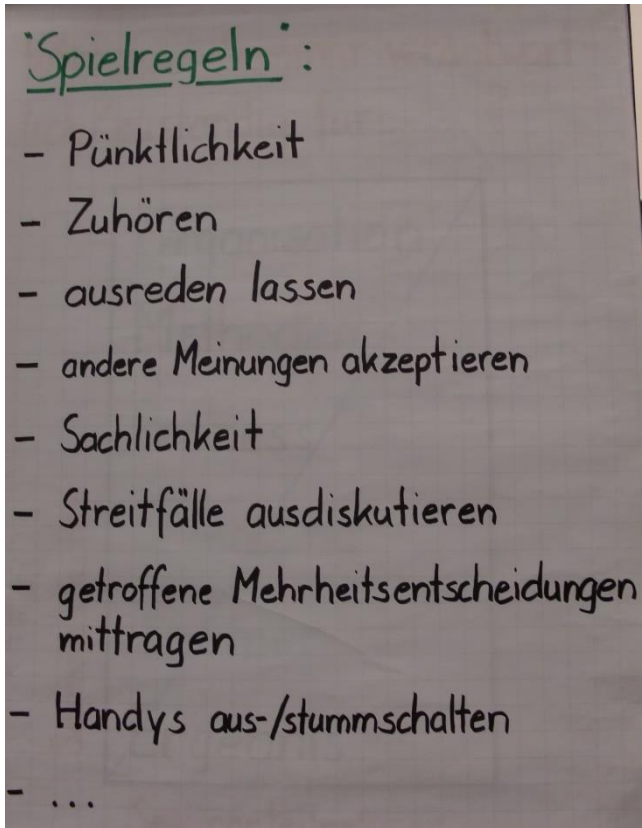 "Spielregeln":
- Pünktlichkeit
- Zuhören
- ausreden lassen
- andere Meinungen akzeptieren
- Sachlichkeit
- Streitfälle ausdiskutieren
- getroffene Mehrheitsentscheidungen
mittragen
- Handys aus-/stummschalten
- ...